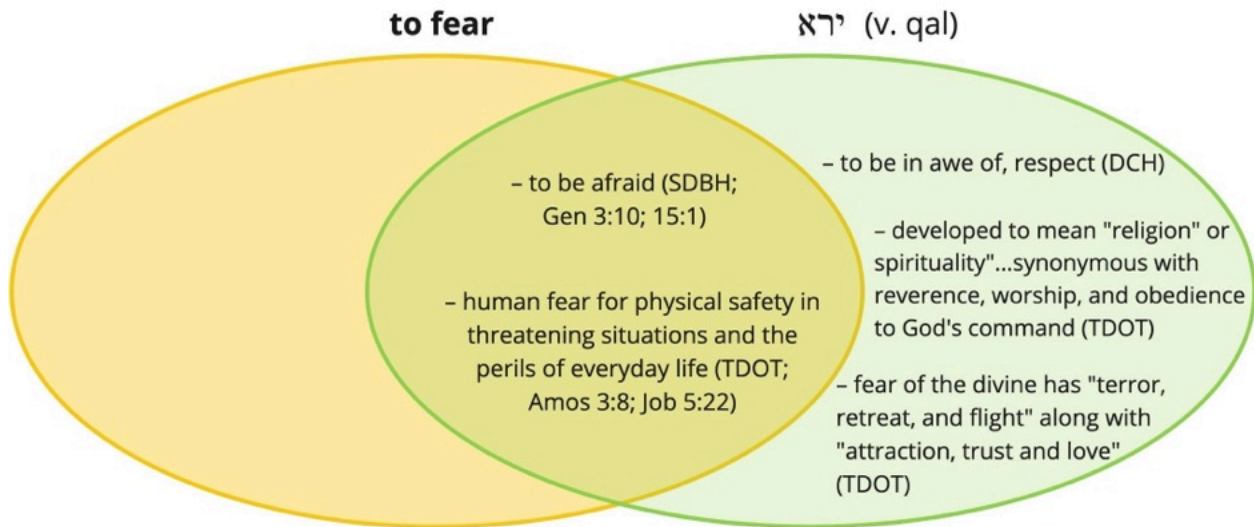 to fear
ירא (v. qal)
– to be afraid (SDBH;
Gen 3:10; 15:1)
– human fear for physical safety in
threatening situations and the
perils of everyday life (TDOT;
Amos 3:8; Job 5:22)
– to be in awe of, respect (DCH)
– developed to mean "religion" or
spirituality"...synonymous with
reverence, worship, and obedience
to God's command (TDOT)
– fear of the divine has "terror,
retreat, and flight" along with
"attraction, trust and love"
(TDOT)